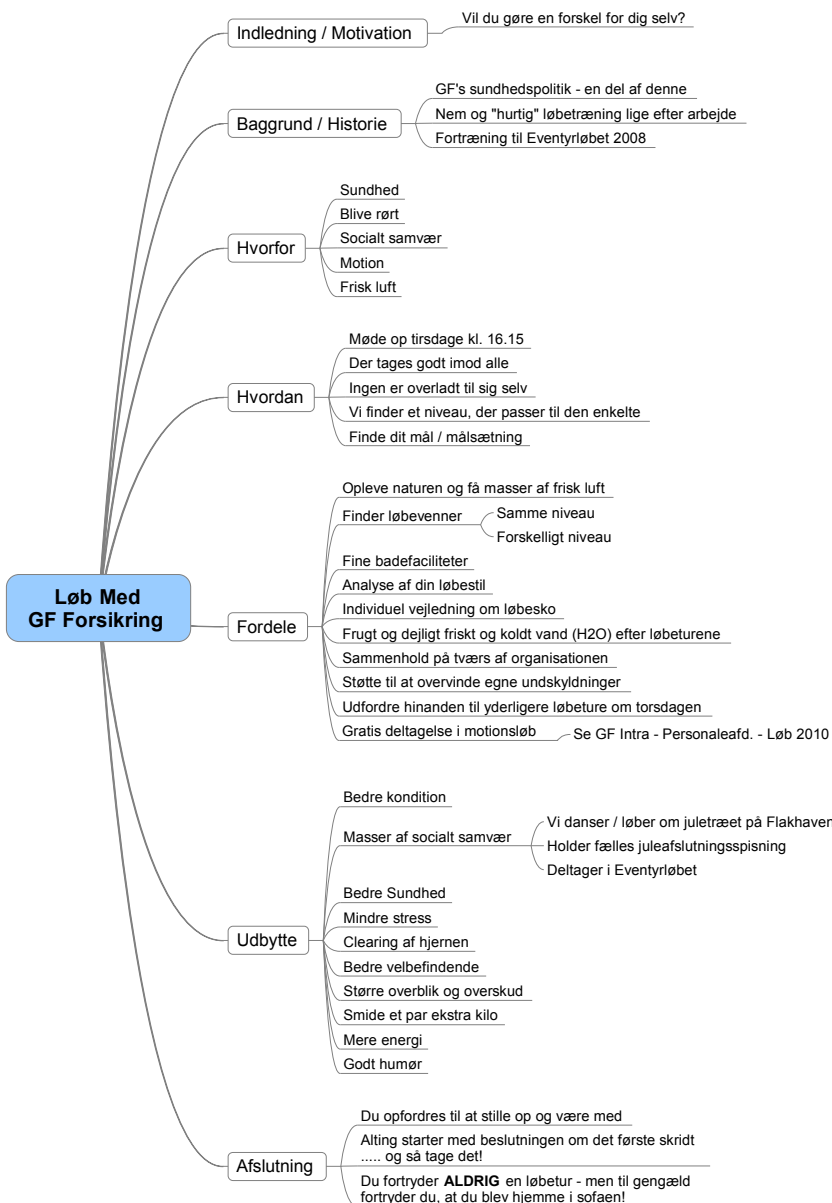 Indledning / Motivation
Vil du gøre en forskel for dig selv?
Baggrund / Historie
GF's sundhedspolitik - en del af denne
Nem og "hurtig" løbetræning lige efter arbejde
Fortræning til Eventyrløbet 2008
Hvorfor
Sundhed
Blive rørt
Socialt samvær
Motion
Frisk luft
Hvordan
Møde op tirsdage kl. 16.15
Der tages godt imod alle
Ingen er overladt til sig selv
Vi finder et niveau, der passer til den enkelte
Finde dit mål / målsætning
Løb Med
GF Forsikring
Fordele
Opleve naturen og få masser af frisk luft
Finder løbevenner
Samme niveau
Forskelligt niveau
Fine badefaciliteter
Analyse af din løbestil
Individuel vejledning om løbesko
Frugt og dejligt friskt og koldt vand (H2O) efter løbeturene
Sammenhold på tværs af organisationen
Støtte til at overvinde egne undskyldninger
Udfordre hinanden til yderligere løbeture om torsdagen
Gratis deltagelse i motionsløb
Se GF Intra - Personaleafd. - Løb 2010
Udbytte
Bedre kondition
Masser af socialt samvær
Vi danser / løber om juletræet på Flakhaven
Holder fælles juleafslutningsspisning
Deltager i Eventyrløbet
Bedre Sundhed
Mindre stress
Clearing af hjernen
Bedre velbefindende
Større overblik og overskud
Smide et par ekstra kilo
Mere energi
Godt humør
Afslutning
Du opfordres til at stille op og være med
Alting starter med beslutningen om det første skridt
..... og så tage det!
Du fortryder ALDRIG en løbetur - men til gengæld
fortryder du, at du blev hjemme i sofaen!